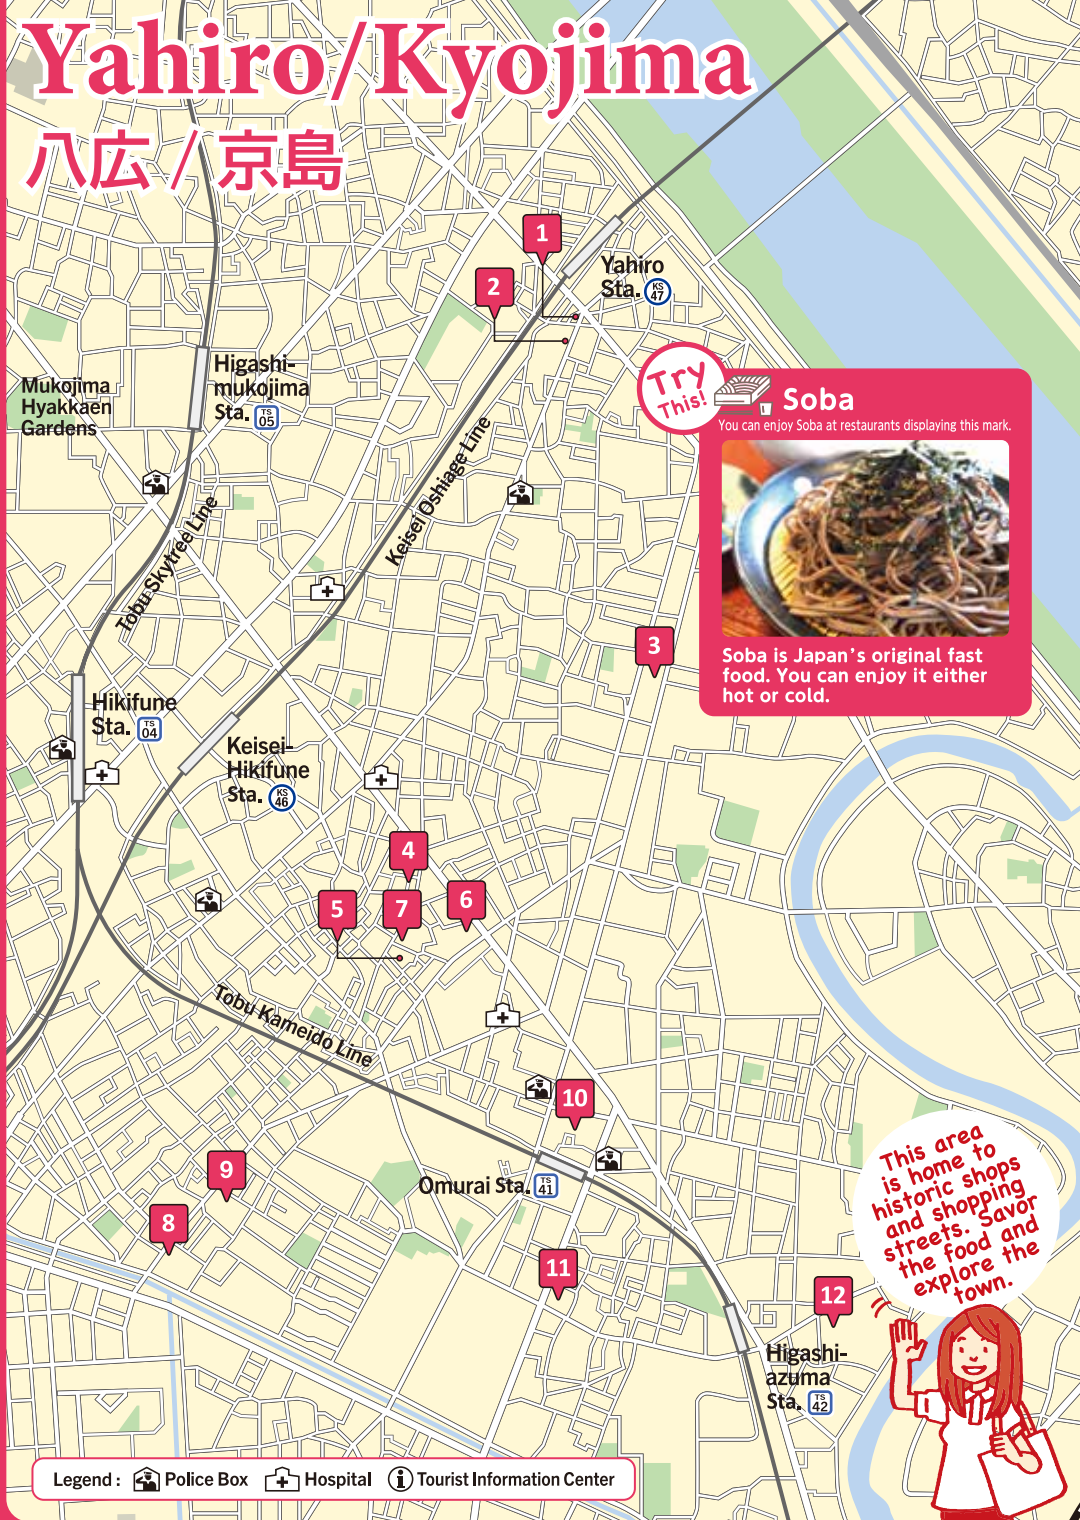 Yahiro/Kyojima
八広 / 京島
1
2
Yahiro
Sta. KS 47
Higashi-
mukojima
Sta. TS 05
Mukojima
Hyakkaen
Gardens
Try
This!
Soba
You can enjoy Soba at restaurants displaying this mark.
Soba is Japan's original fast
food. You can enjoy it either
hot or cold.
Keisei Oshiage Line
Tobu Skytree Line
3
Hikifune
Sta. TS 04
Keisei-
Hikifune
Sta. KS 46
4
5
7
6
Tobu Kameido Line
10
9
8
Omurai Sta. TS 41
11
12
This area
is home to
historic shops
and shopping
streets. Savor
the food and
explore the
town.
Higashi-
azuma
Sta. TS 42
Legend : Police Box Hospital i Tourist Information Center